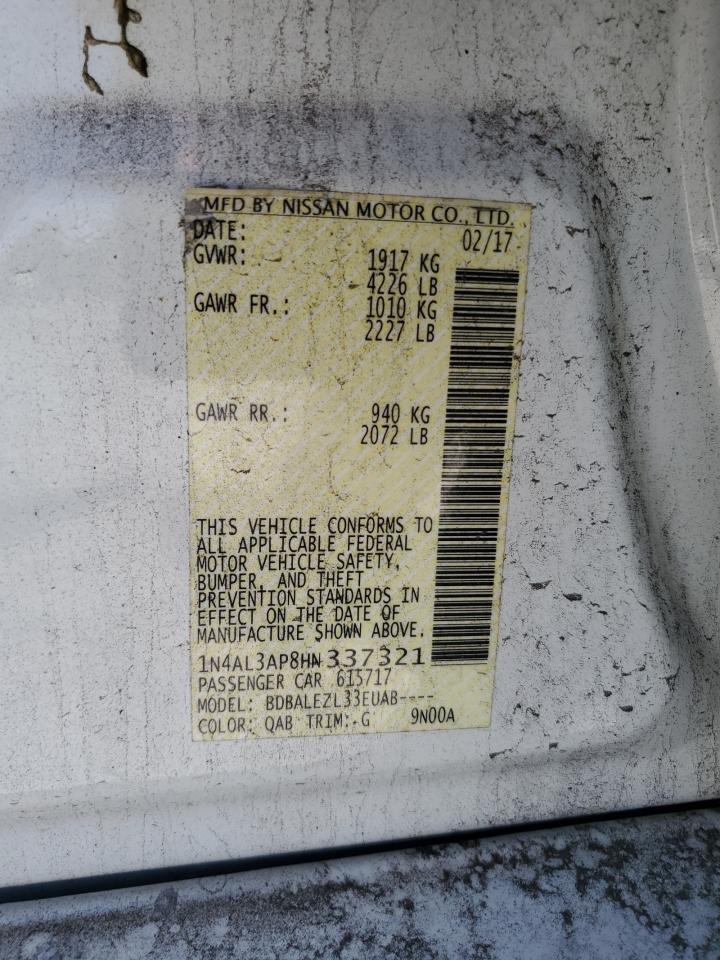 MFD BY NISSAN MOTOR CO., LTD.
DATE: 02/17
GVWR: 1917 KG
4226 LB
GAWR FR.: 1010 KG
2227 LB
GAWR RR.: 940 KG
2072 LB
THIS VEHICLE CONFORMS TO
ALL APPLICABLE FEDERAL
MOTOR VEHICLE SAFETY,
BUMPER, AND THEFT
PREVENTION STANDARDS IN
EFFECT ON THE DATE OF
MANUFACTURE SHOWN ABOVE.
1N4AL3AP8HN337321
PASSENGER CAR 615717
MODEL: BDBALEZL33EUAB----
COLOR: QAB TRIM: G 9N00A